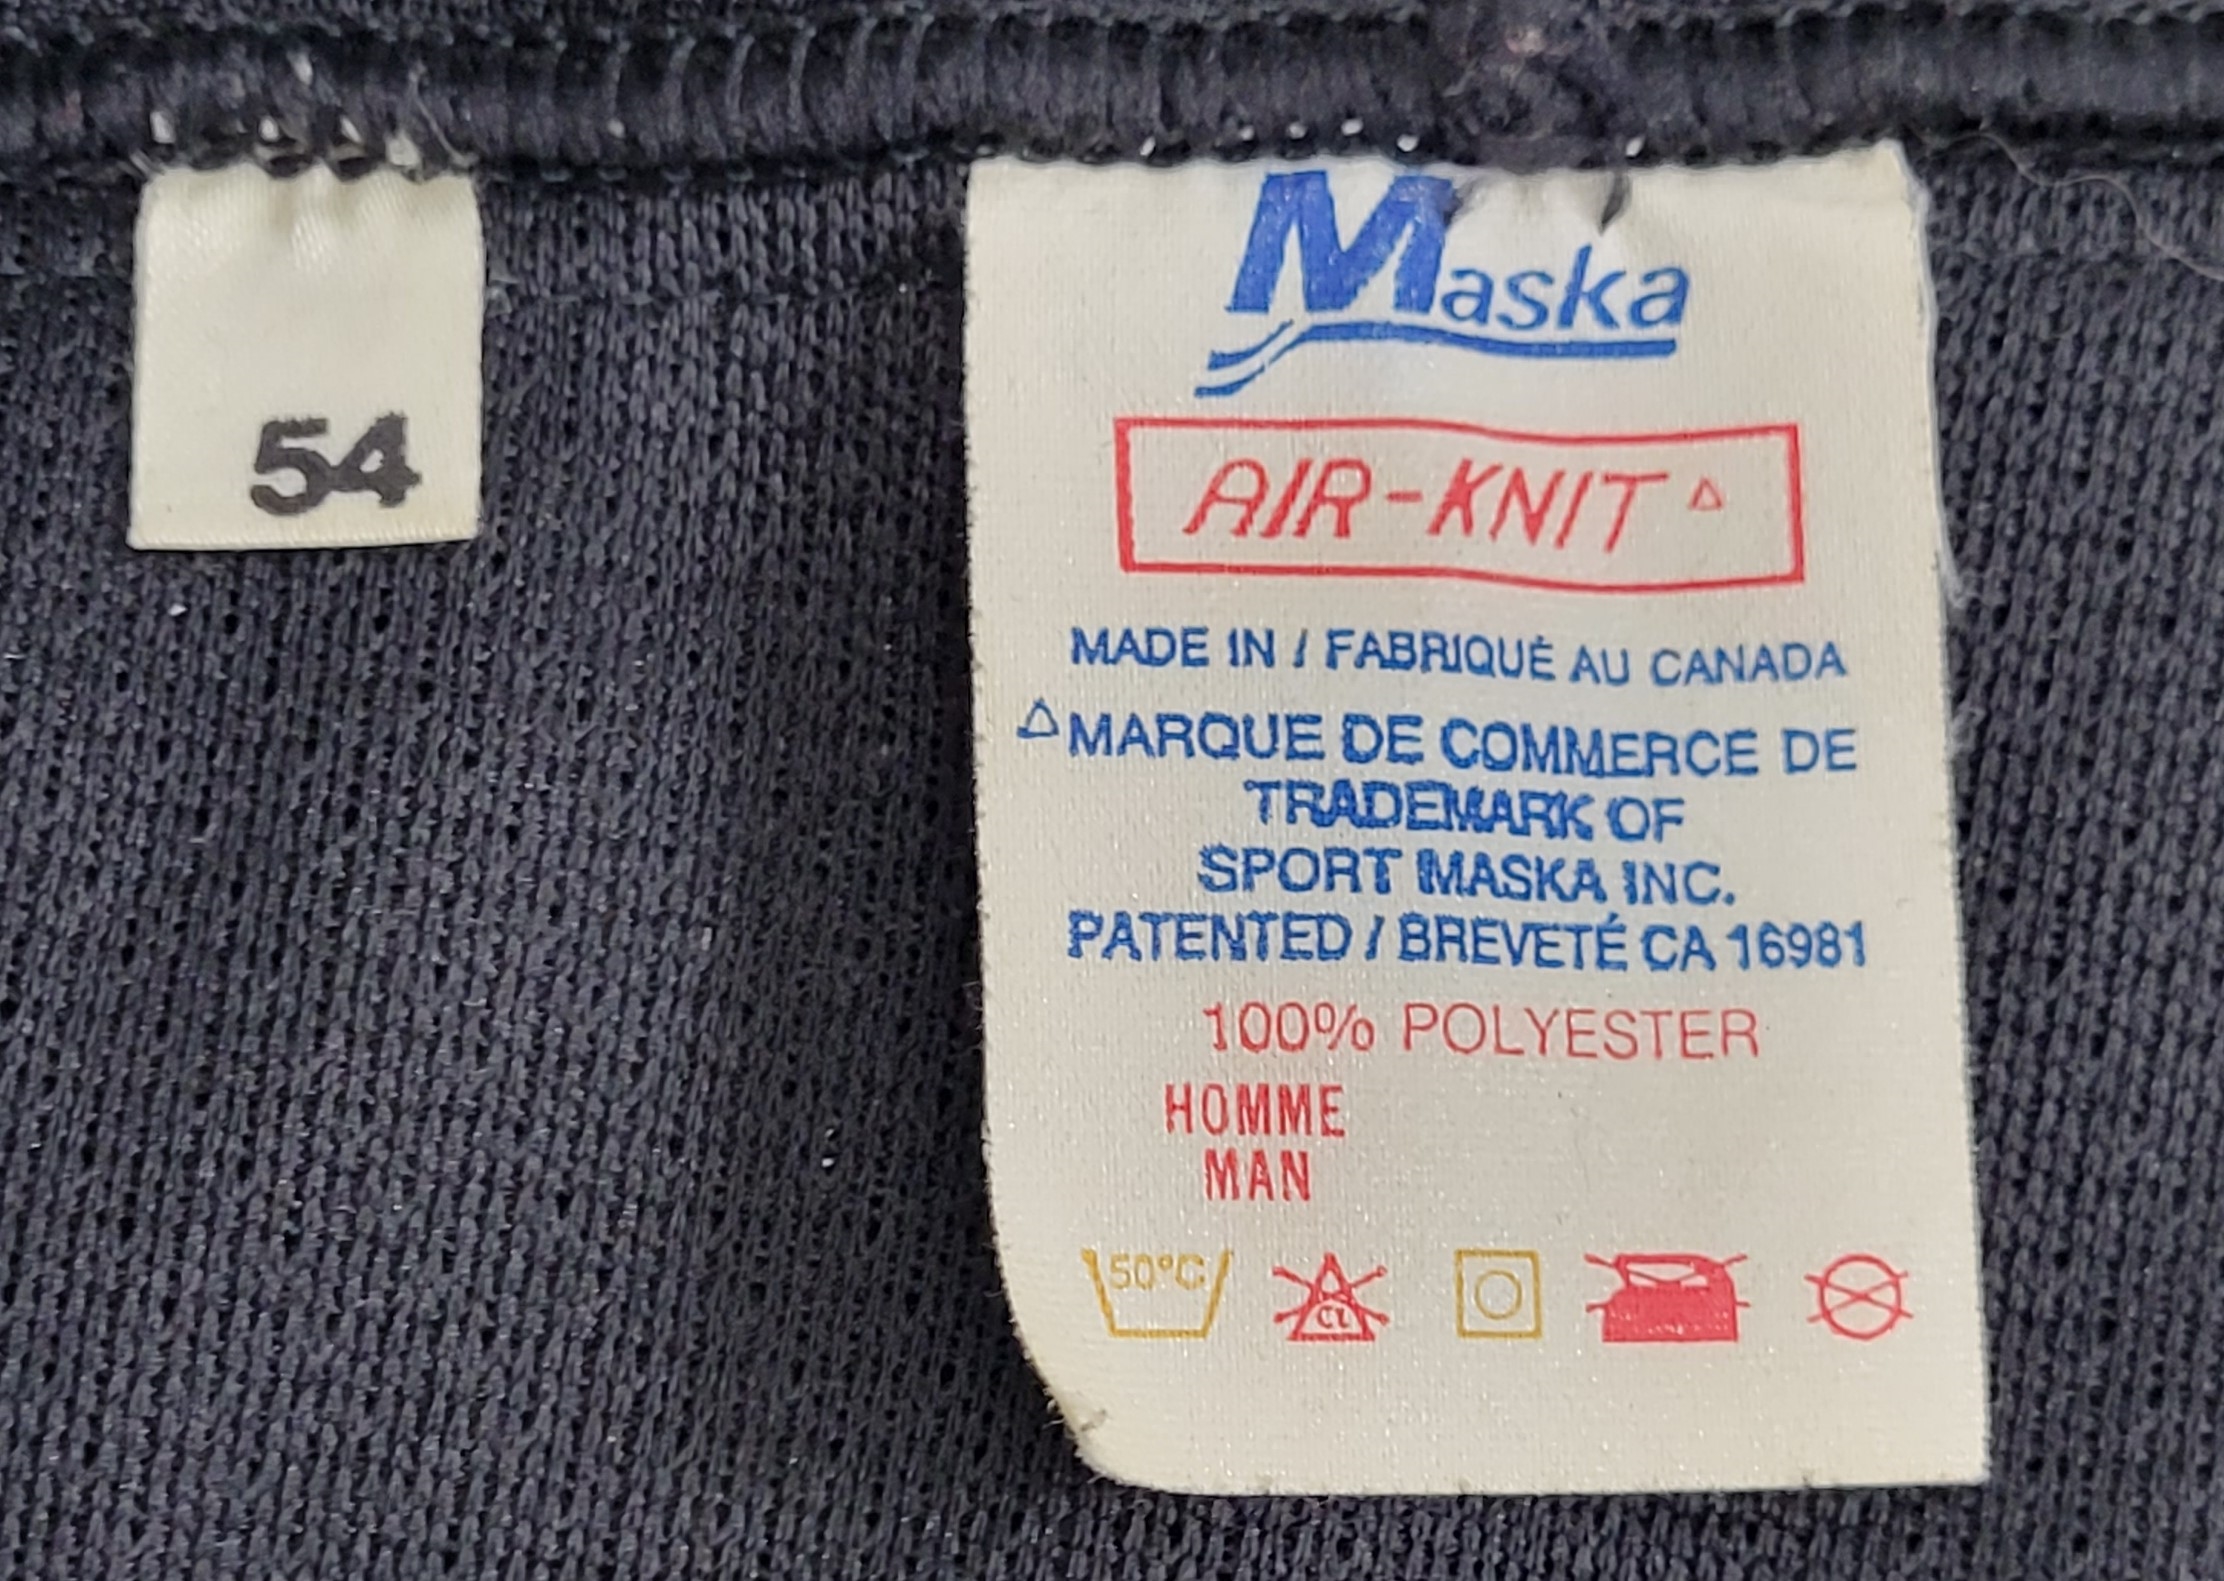 54
Maska
AIR-KNIT △
MADE IN / FABRIQUÉ AU CANADA
△MARQUE DE COMMERCE DE
TRADEMARK OF
SPORT MASKA INC.
PATENTED / BREVETÉ CA 16981
100% POLYESTER
HOMME
MAN
50°C CL